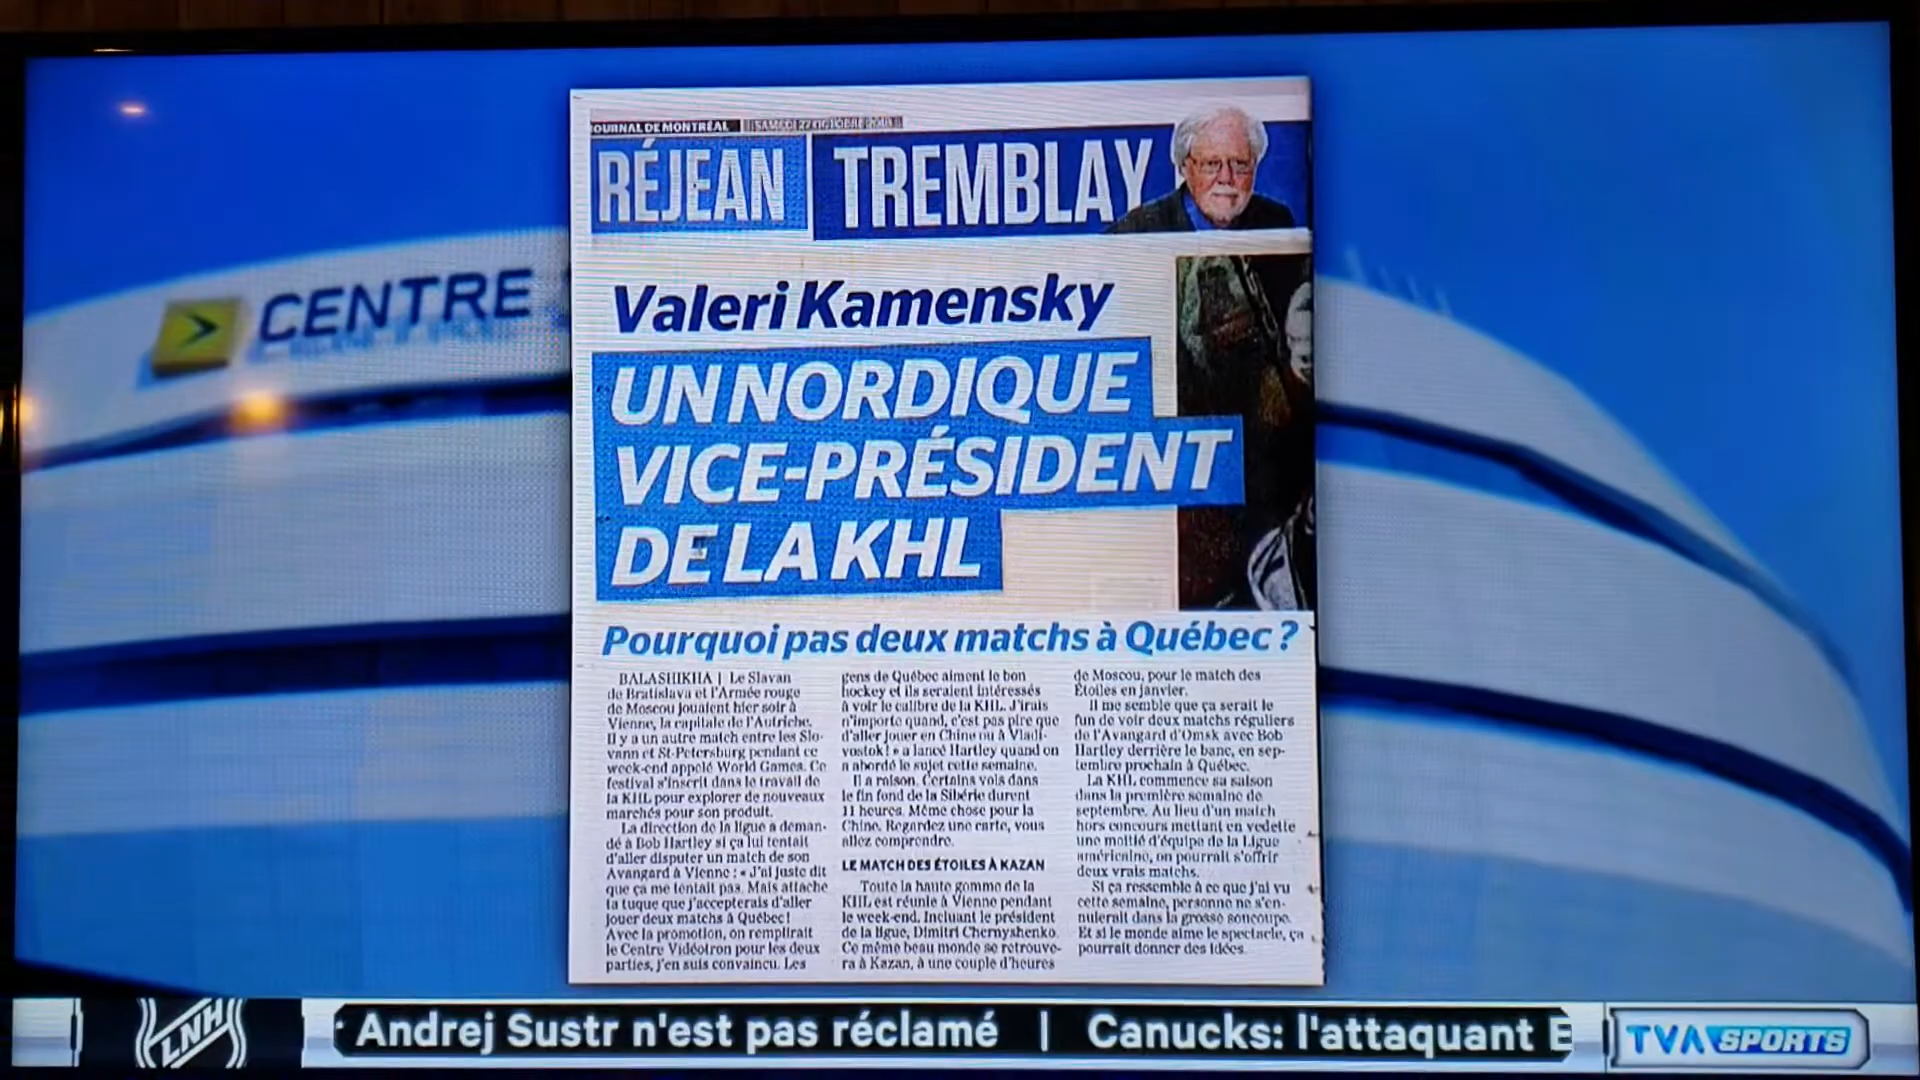 CENTRE
JOURNAL DE MONTRÉAL | SAMEDI 27 OCTOBRE 2018
RÉJEAN TREMBLAY
Valeri Kamensky
UN NORDIQUE
VICE-PRÉSIDENT
DE LA KHL
Pourquoi pas deux matchs à Québec ?
BALASHIKHA | Le Slavan
de Bratislava et l'Armée rouge
de Moscou jouaient hier soir à
Vienne, la capitale de l'Autriche.
Il y a un autre match entre les Slo-
vann et St-Petersburg pendant ce
week-end appelé World Games. Ce
festival s'inscrit dans le travail de
la KHL pour explorer de nouveaux
marchés pour son produit.
La direction de la ligue a deman-
dé à Bob Hartley si ça lui tentait
d'aller disputer un match de son
Avangard à Vienne : « J'ai juste dit
que ça me tentait pas. Mais attache
ta tuque que j'accepterais d'aller
jouer deux matchs à Québec!
Avec la promotion, on remplirait
le Centre Vidéotron pour les deux
parties, j'en suis convaincu. Les
gens de Québec aiment le bon
hockey et ils seraient intéressés
à voir le calibre de la KHL. J'irais
n'importe quand, c'est pas pire que
d'aller jouer en Chine ou à Vladi-
vostok! » a lancé Hartley quand on
a abordé le sujet cette semaine.
Il a raison. Certains vols dans
le fin fond de la Sibérie durent
11 heures. Même chose pour la
Chine. Regardez une carte, vous
allez comprendre.
LE MATCH DES ÉTOILES À KAZAN
Toute la haute gomme de la
KHL est réunie à Vienne pendant
le week-end. Incluant le président
de la ligue, Dimitri Chernyshenko.
Ce même beau monde se retrouve-
ra à Kazan, à une couple d'heures
de Moscou, pour le match des
Étoiles en janvier.
Il me semble que ça serait le
fun de voir deux matchs réguliers
de l'Avangard d'Omsk avec Bob
Hartley derrière le banc, en sep-
tembre prochain à Québec.
La KHL commence sa saison
dans la première semaine de
septembre. Au lieu d'un match
hors concours mettant en vedette
une moitié d'équipe de la Ligue
américaine, on pourrait s'offrir
deux vrais matchs.
Si ça ressemble à ce que j'ai vu
cette semaine, personne ne s'en-
nuierait dans la grosse soucoupe.
Et si le monde aime le spectacle, ça
pourrait donner des idées.
LNH
Andrej Sustr n'est pas réclamé | Canucks: l'attaquant E
TVA SPORTS